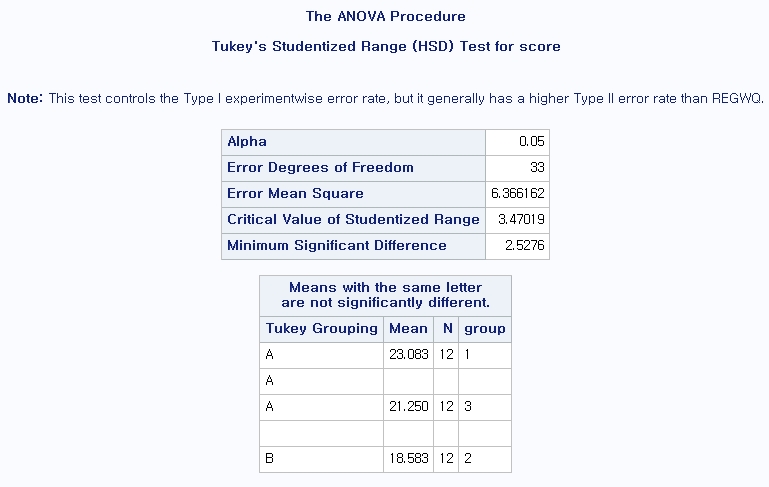 The ANOVA Procedure
Tukey's Studentized Range (HSD) Test for score
Note: This test controls the Type I experimentwise error rate, but it generally has a higher Type II error rate than REGWQ.
Alpha 0.05
Error Degrees of Freedom 33
Error Mean Square 6.366162
Critical Value of Studentized Range 3.47019
Minimum Significant Difference 2.5276
Means with the same letter
are not significantly different.
Tukey Grouping Mean N group
A 23.083 12 1
A
A 21.250 12 3
B 18.583 12 2